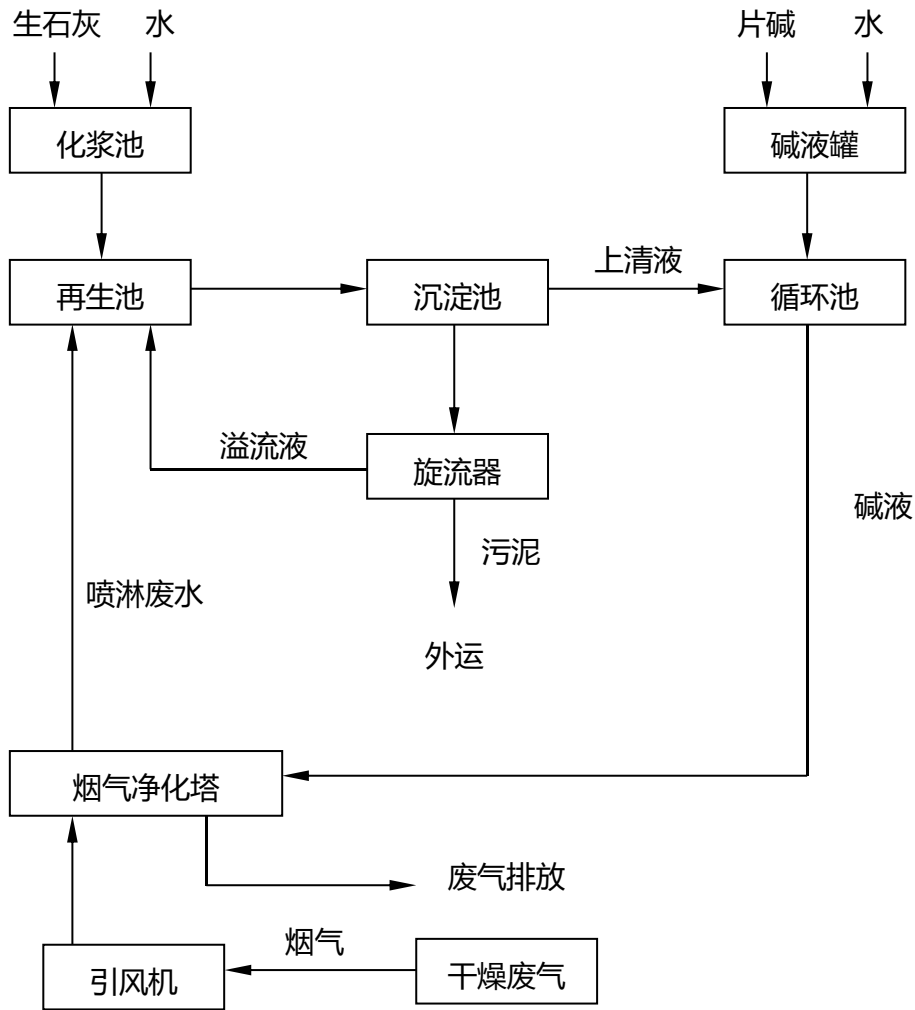 生石灰
水
片碱
水
化浆池
碱液罐
再生池
沉淀池
上清液
循环池
溢流液
旋流器
碱液
污泥
喷淋废水
外运
烟气净化塔
废气排放
烟气
引风机
干燥废气